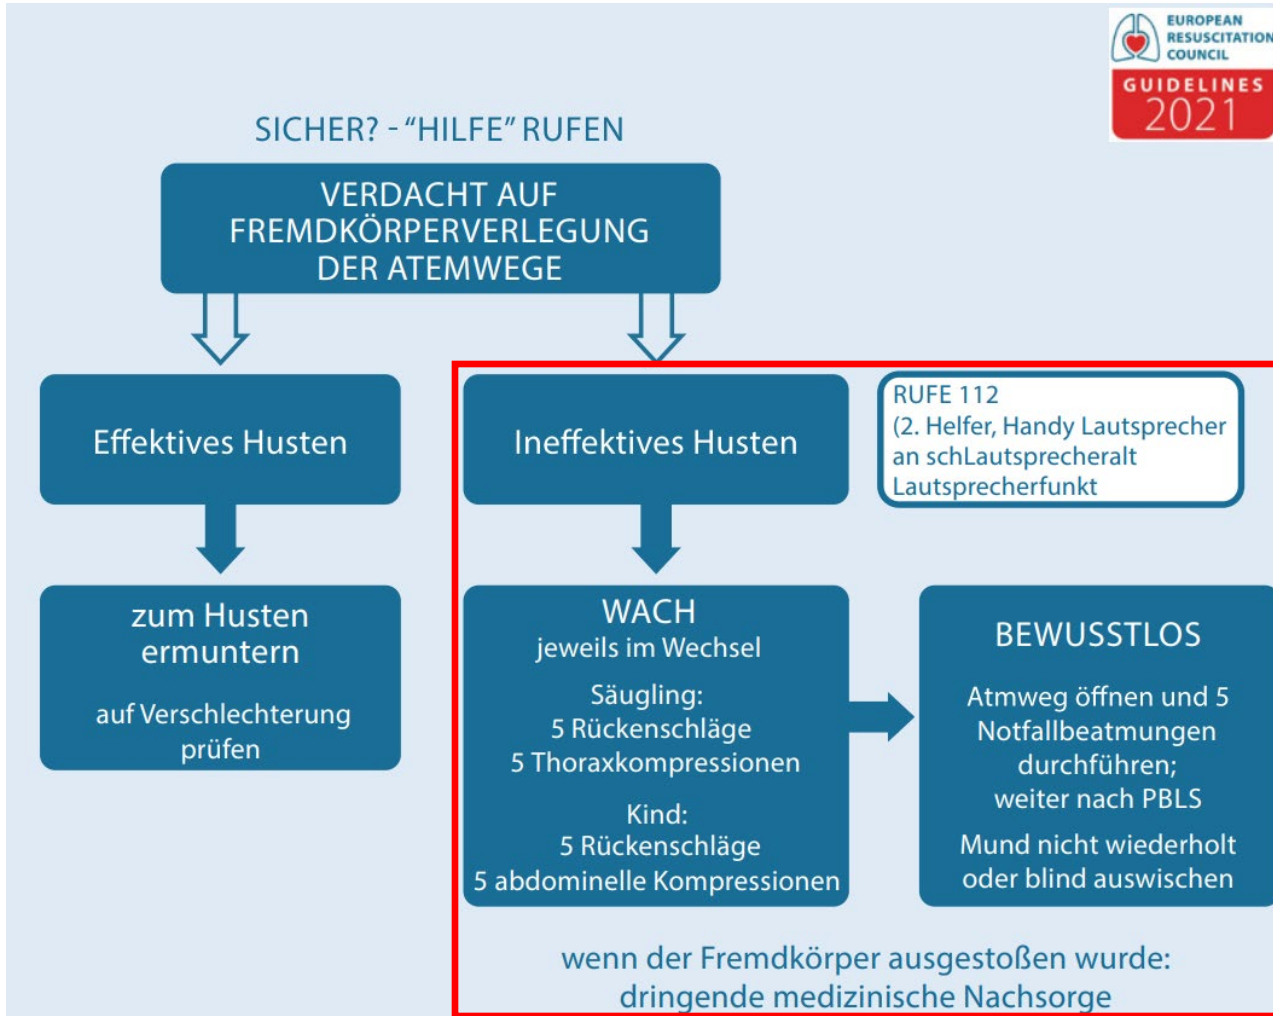 EUROPEAN
RESUSCITATION
COUNCIL
GUIDELINES
2021
SICHER? - “HILFE” RUFEN
VERDACHT AUF
FREMDKÖRPERVERLEGUNG
DER ATEMWEGE
Effektives Husten
Ineffektives Husten
RUFE 112
(2. Helfer, Handy Lautsprecher
an schLautsprecheralt
Lautsprecherfunkt
zum Husten
ermuntern
auf Verschlechterung
prüfen
WACH
jeweils im Wechsel
Säugling:
5 Rückenschläge
5 Thoraxkompressionen
Kind:
5 Rückenschläge
5 abdominelle Kompressionen
BEWUSSTLOS
Atmweg öffnen und 5
Notfallbeatmungen
durchführen;
weiter nach PBLS
Mund nicht wiederholt
oder blind auswischen
wenn der Fremdkörper ausgestoßen wurde:
dringende medizinische Nachsorge